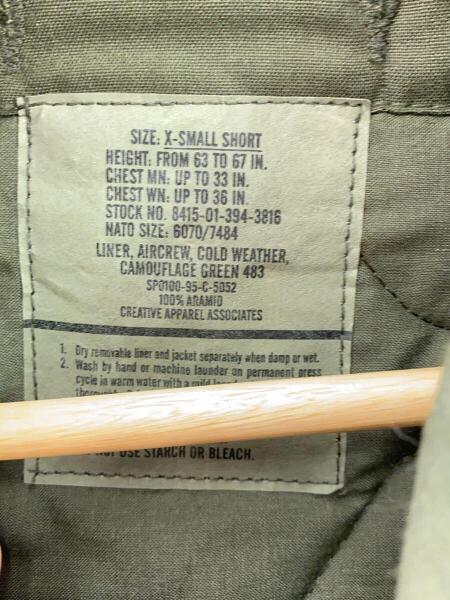 SIZE: X-SMALL SHORT
HEIGHT: FROM 63 TO 67 IN.
CHEST MN: UP TO 33 IN.
CHEST WN: UP TO 36 IN.
STOCK NO. 8415-01-394-3816
NATO SIZE: 6070/7484
LINER, AIRCREW, COLD WEATHER,
CAMOUFLAGE GREEN 483
SPO100-95-C-5052
100% ARAMID
CREATIVE APPAREL ASSOCIATES
1. Dry removable liner and jacket separately when damp or wet.
2. Wash by hand or machine launder on permanent press
cycle in warm water with a mild
USE STARCH OR BLEACH.